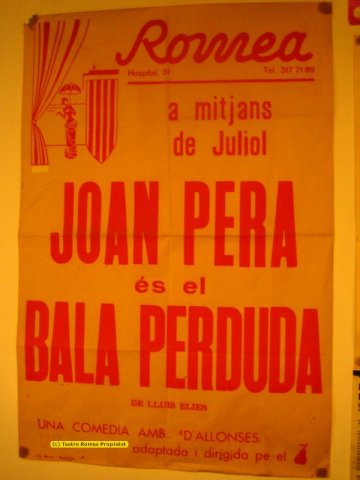 Romea
Hospital, 51 Tel. 317 71 89
a mitjans
de Juliol
JOAN PERA
és el
BALA PERDUDA
DE LLUIS ELIES
UNA COMEDIA AMB... "D'ALLONSES,
adaptada i dirigida pe el
(c) Teatre Romea Propietat